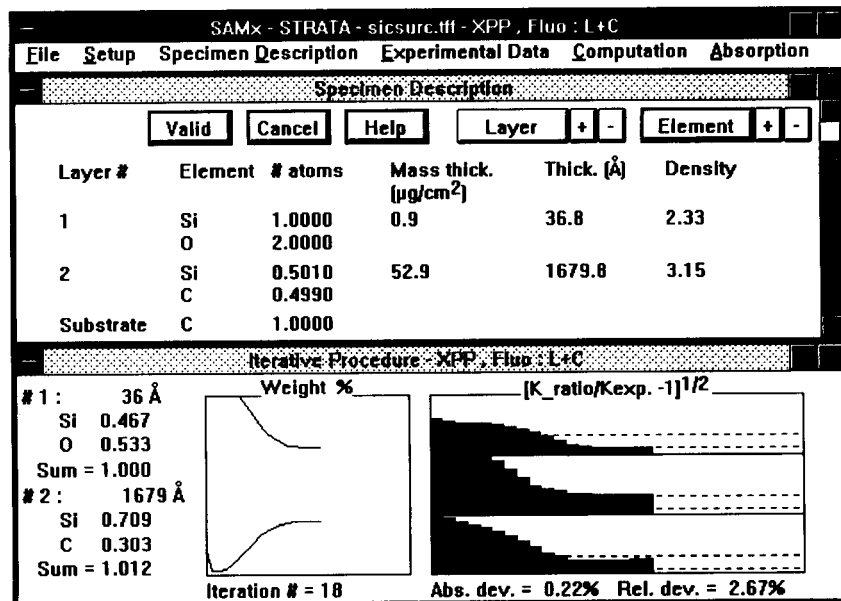 SAMx - STRATA - sicsurc.tff - XPP , Fluo : L+C
File Setup Specimen Description Experimental Data Computation Absorption
Specimen Description
Valid Cancel Help Layer + - Element + -
Layer # Element # atoms Mass thick. (µg/cm2) Thick. (Å) Density
1 Si 1.0000 0.9 36.8 2.33
O 2.0000
2 Si 0.5010 52.9 1679.8 3.15
C 0.4990
Substrate C 1.0000
Iterative Procedure - XPP , Fluo : L+C
# 1 : 36 Å
Si 0.467
O 0.533
Sum = 1.000
# 2 : 1679 Å
Si 0.709
C 0.303
Sum = 1.012
Weight %
Iteration # = 18
[K_ratio/Kexp. -1]1/2
Abs. dev. = 0.22% Rel. dev. = 2.67%